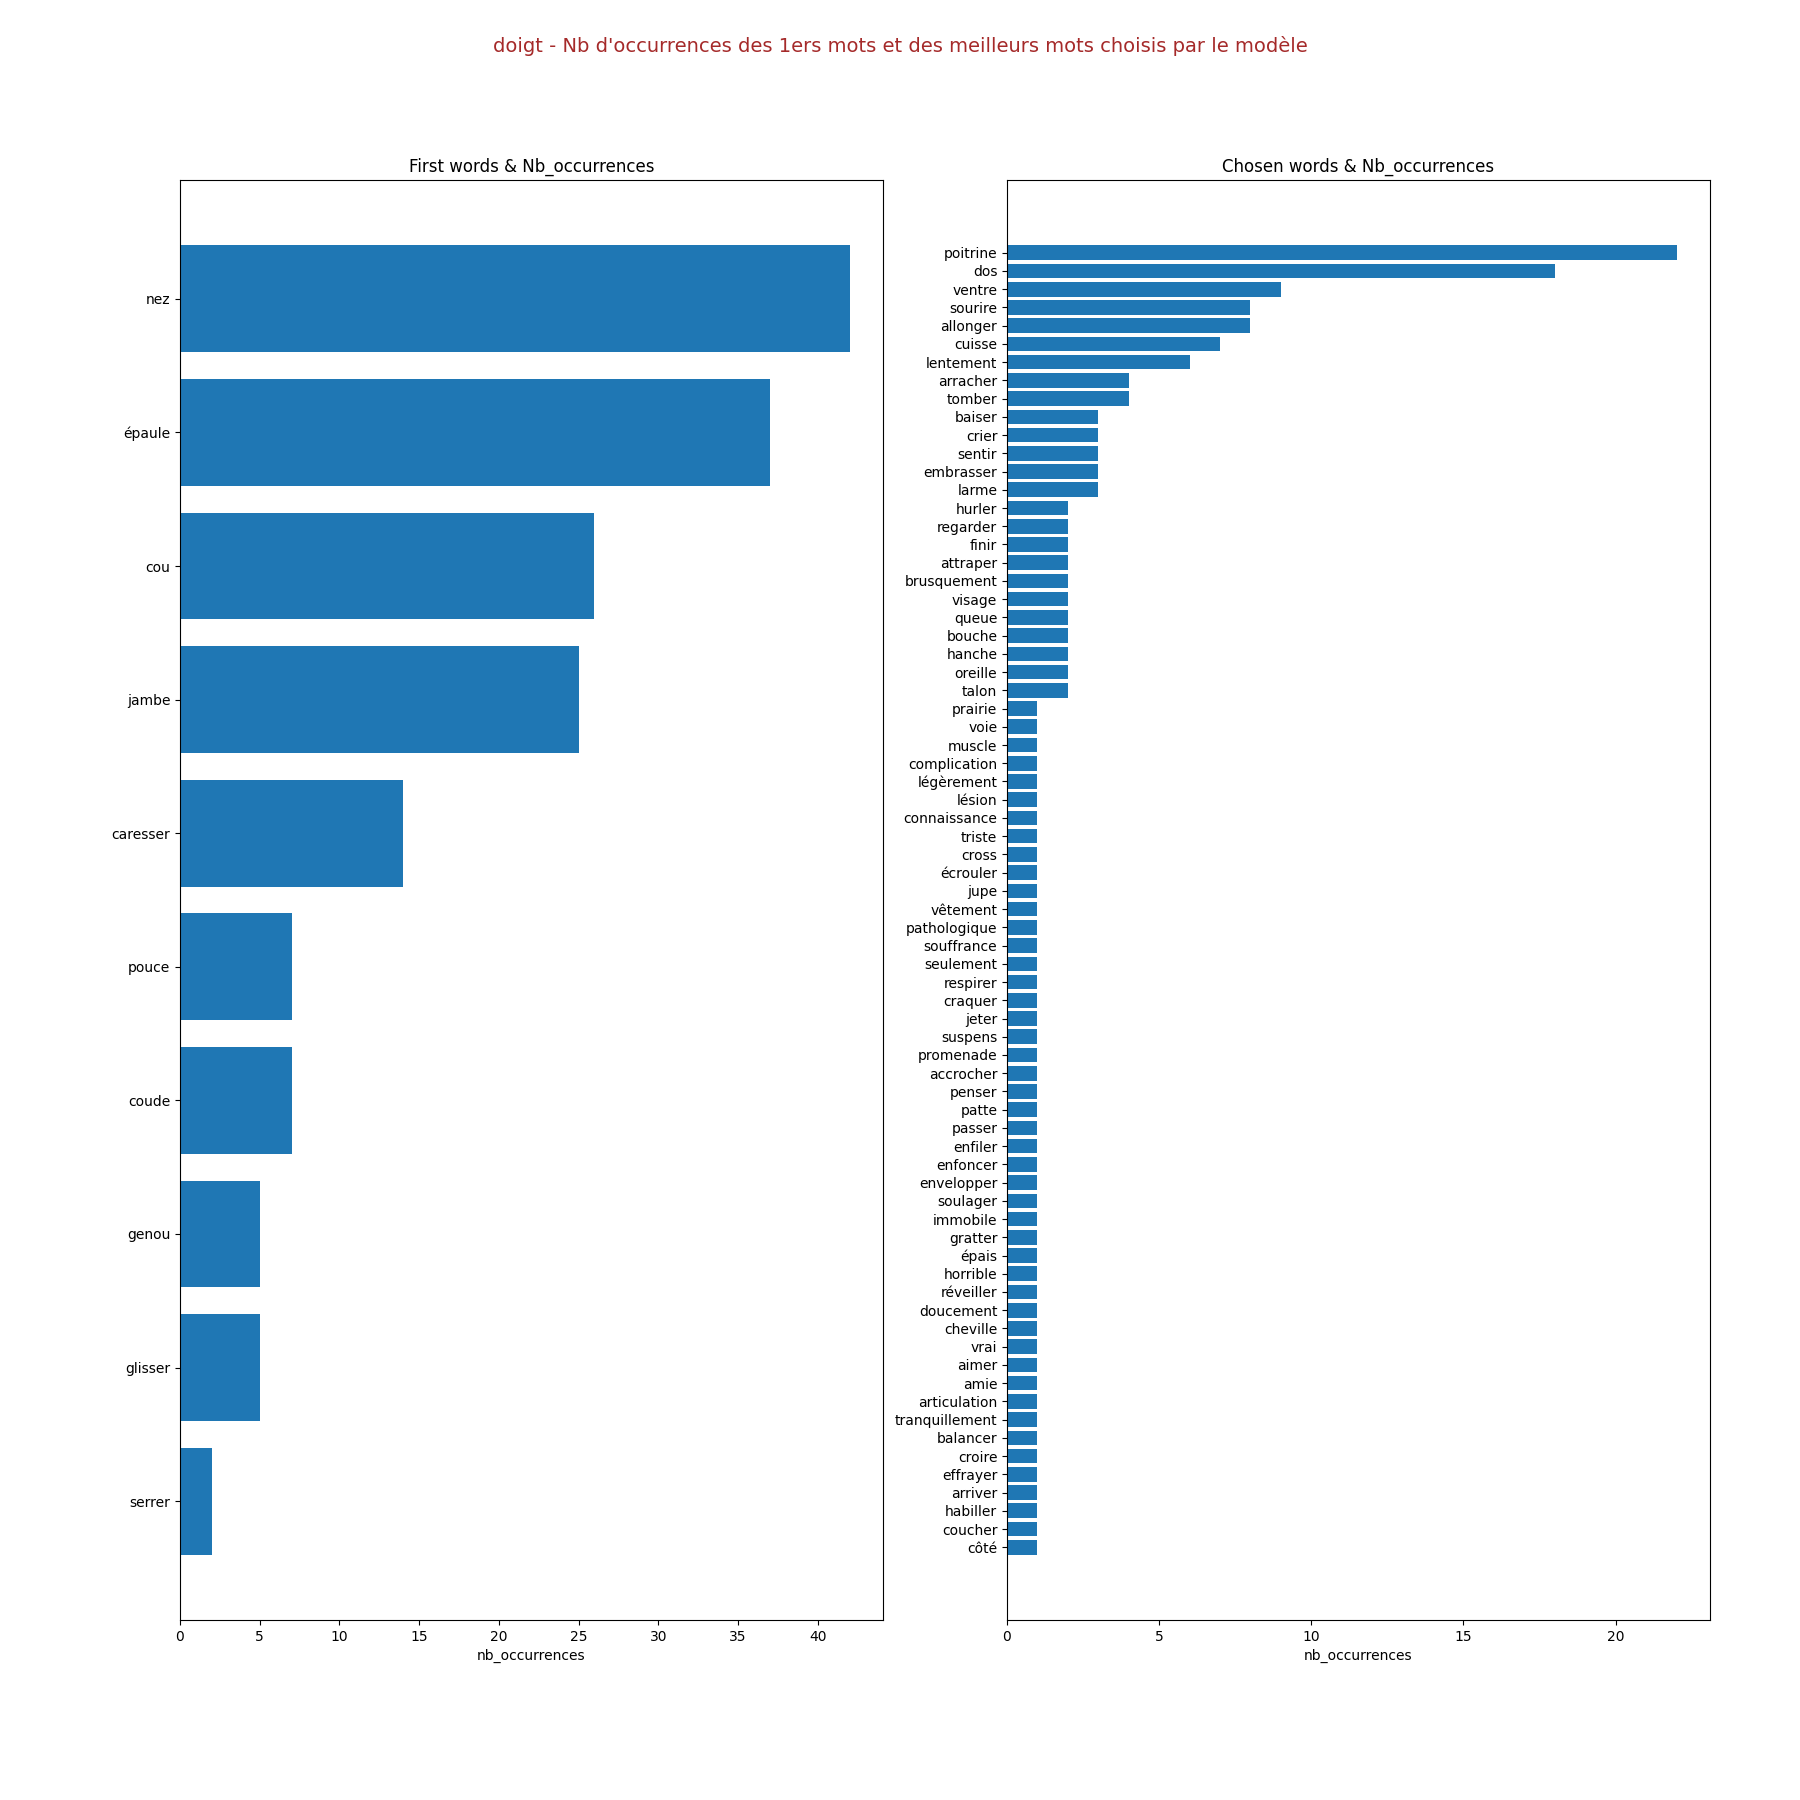 doigt - Nb d'occurrences des 1ers mots et des meilleurs mots choisis par le modèle
First words & Nb_occurrences
nez
épaule
cou
jambe
caresser
pouce
coude
genou
glisser
serrer
0 5 10 15 20 25 30 35 40
nb_occurrences
Chosen words & Nb_occurrences
poitrine
dos
ventre
sourire
allonger
cuisse
lentement
arracher
tomber
baiser
crier
sentir
embrasser
larme
hurler
regarder
finir
attraper
brusquement
visage
queue
bouche
hanche
oreille
talon
prairie
voie
muscle
complication
légèrement
lésion
connaissance
triste
cross
écrouler
jupe
vêtement
pathologique
souffrance
seulement
respirer
craquer
jeter
suspens
promenade
accrocher
penser
patte
passer
enfiler
enfoncer
envelopper
soulager
immobile
gratter
épais
horrible
réveiller
doucement
cheville
vrai
aimer
amie
articulation
tranquillement
balancer
croire
effrayer
arriver
habiller
coucher
côté
0 5 10 15 20
nb_occurrences